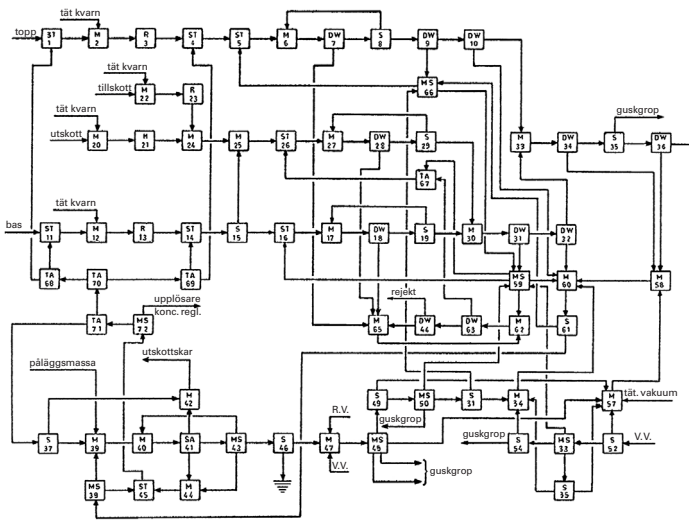 tät kvarn
topp
ST 1
M 2
R 3
ST 4
ST 5
M 6
DW 7
S 8
DW 9
DW 10
tät kvarn
tillskott
M 22
R 23
MS 66
guskgrop
tät kvarn
utskott
M 20
M 21
M 24
M 25
ST 26
M 27
DW 28
S 29
M 33
DW 34
S 35
DW 36
TA 67
tät kvarn
bas
ST 11
M 12
R 13
ST 14
S 15
ST 16
M 17
DW 18
S 19
M 30
DW 31
DW 32
TA 68
TA 70
TA 69
MS 59
M 60
M 58
upplösare
konc. regl.
rejekt
TA 71
MS 72
M 65
DW 64
DW 63
M 62
S 61
utskottskar
påläggsmassa
M 42
S 49
MS 50
S 51
M 54
M 57
tät. vakuum
R.V.
guskgrop
guskgrop
S 37
M 39
M 40
SA 41
MS 43
S 46
M 47
MS 49
S 54
MS 33
S 52
V.V.
V.V.
guskgrop
MS 39
ST 45
M 44
S 35